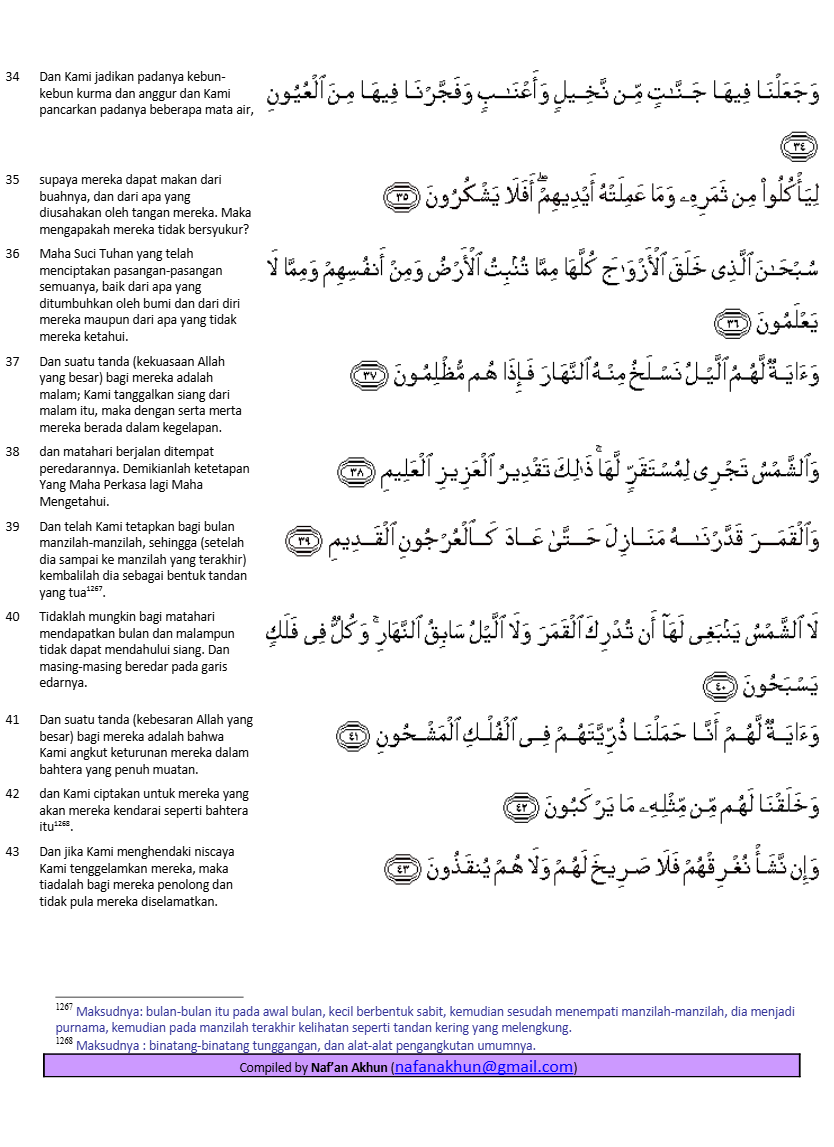 34 Dan Kami jadikan padanya kebun-
kebun kurma dan anggur dan Kami
pancarkan padanya beberapa mata air,
وَجَعَلْنَا فِيهَا جَنَّـٰتٍ مِّن نَّخِيلٍ وَأَعْنَـٰبٍ وَفَجَّرْنَا فِيهَا مِنَ ٱلْعُيُونِ
٣٤
35 supaya mereka dapat makan dari
buahnya, dan dari apa yang
diusahakan oleh tangan mereka. Maka
mengapakah mereka tidak bersyukur?
لِيَأْكُلُوا۟ مِن ثَمَرِهِۦ وَمَا عَمِلَتْهُ أَيْدِيهِمْ ۖ أَفَلَا يَشْكُرُونَ ٣٥
36 Maha Suci Tuhan yang telah
menciptakan pasangan-pasangan
semuanya, baik dari apa yang
ditumbuhkan oleh bumi dan dari diri
mereka maupun dari apa yang tidak
mereka ketahui.
سُبْحَـٰنَ ٱلَّذِى خَلَقَ ٱلْأَزْوَٰجَ كُلَّهَا مِمَّا تُنۢبِتُ ٱلْأَرْضُ وَمِنْ أَنفُسِهِمْ وَمِمَّا لَا
يَعْلَمُونَ ٣٦
37 Dan suatu tanda (kekuasaan Allah
yang besar) bagi mereka adalah
malam; Kami tanggalkan siang dari
malam itu, maka dengan serta merta
mereka berada dalam kegelapan.
وَءَايَةٌ لَّهُمُ ٱلَّيْلُ نَسْلَخُ مِنْهُ ٱلنَّهَارَ فَإِذَا هُم مُّظْلِمُونَ ٣٧
38 dan matahari berjalan ditempat
peredarannya. Demikianlah ketetapan
Yang Maha Perkasa lagi Maha
Mengetahui.
وَٱلشَّمْسُ تَجْرِى لِمُسْتَقَرٍّ لَّهَا ۚ ذَٰلِكَ تَقْدِيرُ ٱلْعَزِيزِ ٱلْعَلِيمِ ٣٨
39 Dan telah Kami tetapkan bagi bulan
manzilah-manzilah, sehingga (setelah
dia sampai ke manzilah yang terakhir)
kembalilah dia sebagai bentuk tandan
yang tua1267.
وَٱلْقَمَرَ قَدَّرْنَـٰهُ مَنَازِلَ حَتَّىٰ عَادَ كَٱلْعُرْجُونِ ٱلْقَدِيمِ ٣٩
40 Tidaklah mungkin bagi matahari
mendapatkan bulan dan malampun
tidak dapat mendahului siang. Dan
masing-masing beredar pada garis
edarnya.
لَا ٱلشَّمْسُ يَنۢبَغِى لَهَآ أَن تُدْرِكَ ٱلْقَمَرَ وَلَا ٱلَّيْلُ سَابِقُ ٱلنَّهَارِ ۚ وَكُلٌّ فِى فَلَكٍ
يَسْبَحُونَ ٤٠
41 Dan suatu tanda (kebesaran Allah yang
besar) bagi mereka adalah bahwa
Kami angkut keturunan mereka dalam
bahtera yang penuh muatan.
وَءَايَةٌ لَّهُمْ أَنَّا حَمَلْنَا ذُرِّيَّتَهُمْ فِى ٱلْفُلْكِ ٱلْمَشْحُونِ ٤١
42 dan Kami ciptakan untuk mereka yang
akan mereka kendarai seperti bahtera
itu1268.
وَخَلَقْنَا لَهُم مِّن مِّثْلِهِۦ مَا يَرْكَبُونَ ٤٢
43 Dan jika Kami menghendaki niscaya
Kami tenggelamkan mereka, maka
tiadalah bagi mereka penolong dan
tidak pula mereka diselamatkan.
وَإِن نَّشَأْ نُغْرِقْهُمْ فَلَا صَرِيخَ لَهُمْ وَلَا هُمْ يُنقَذُونَ ٤٣
1267 Maksudnya: bulan-bulan itu pada awal bulan, kecil berbentuk sabit, kemudian sesudah menempati manzilah-manzilah, dia menjadi
purnama, kemudian pada manzilah terakhir kelihatan seperti tandan kering yang melengkung.
1268 Maksudnya : binatang-binatang tunggangan, dan alat-alat pengangkutan umumnya.
Compiled by Naf'an Akhun (nafanakhun@gmail.com)